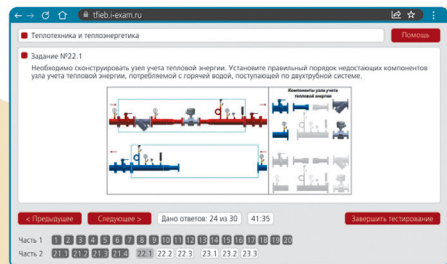 tfieb.i-exam.ru
Теплотехника и теплоэнергетика
Помощь
Задание №22.1
Необходимо сконструировать узел учета тепловой энергии. Установите правильный порядок недостающих компонентов
узла учета тепловой энергии, потребляемой с горячей водой, поступающей по двухтрубной системе.
Компоненты узла учета
тепловой энергии
< Предыдущее
Следующее >
Дано ответов: 24 из 30
41:35
Завершить тестирование
Часть 1 1 2 3 4 5 6 7 8 9 10 11 12 13 14 15 16 17 18 19 20
Часть 2 21.1 21.2 21.3 21.4 22.1 22.2 22.3 23.1 23.2 23.3